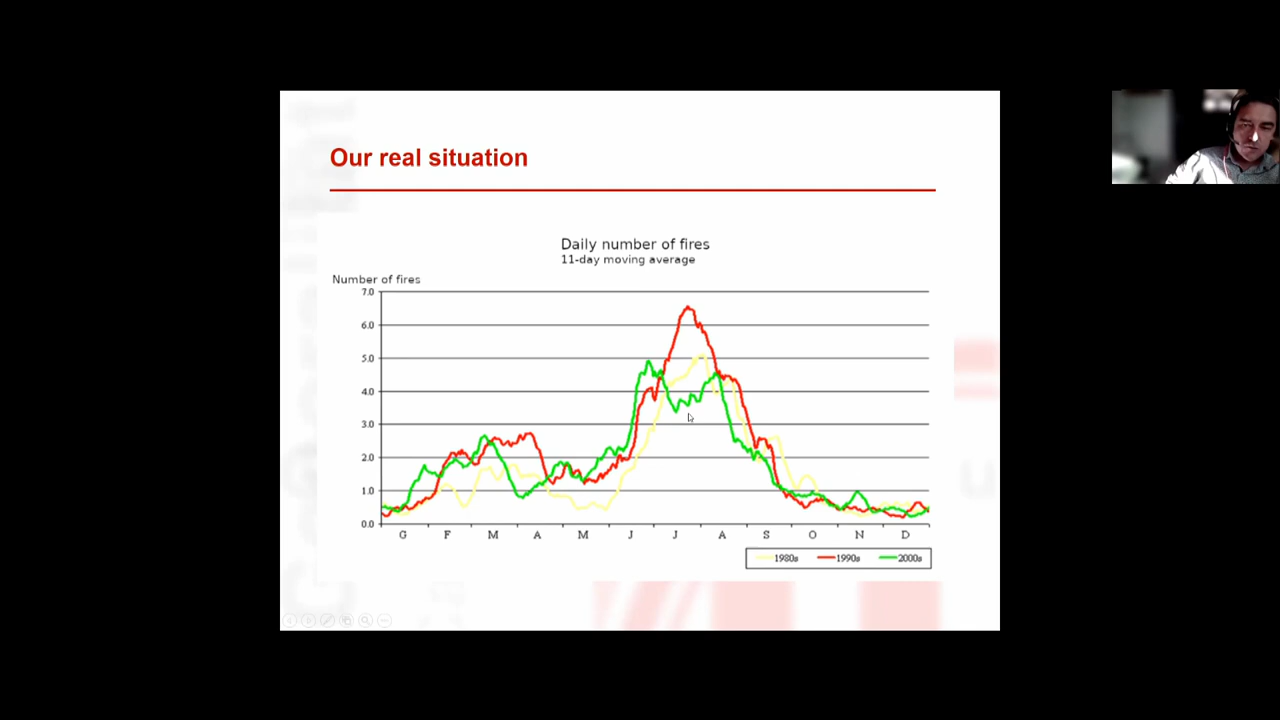 Our real situation
Daily number of fires
11-day moving average
Number of fires
7.0
6.0
5.0
4.0
3.0
2.0
1.0
0.0
G F M A M J J A S O N D
1980s 1990s 2000s